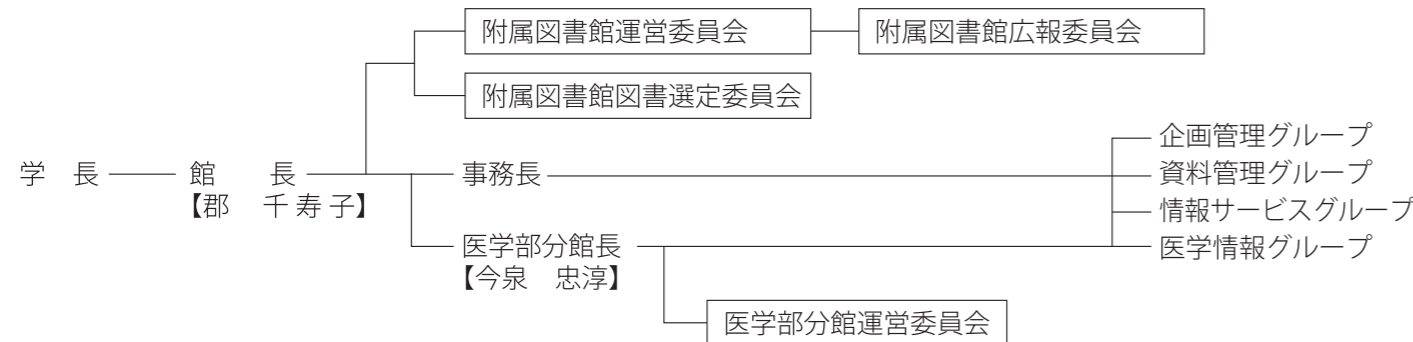 附属図書館運営委員会 附属図書館広報委員会
附属図書館図書選定委員会
企画管理グループ
学 長 館 長 事務長 資料管理グループ
【郡 千寿子】 情報サービスグループ
医学部分館長 医学情報グループ
【今泉 忠淳】
医学部分館運営委員会